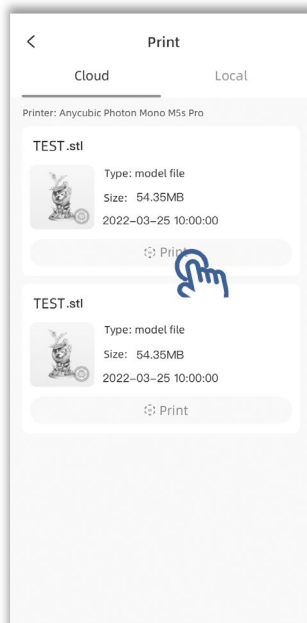 Print
Cloud
Local
Printer: Anycubic Photon Mono M5s Pro
TEST.stl
Type: model file
Size: 54.35MB
2022-03-25 10:00:00
Print
TEST.stl
Type: model file
Size: 54.35MB
2022-03-25 10:00:00
Print